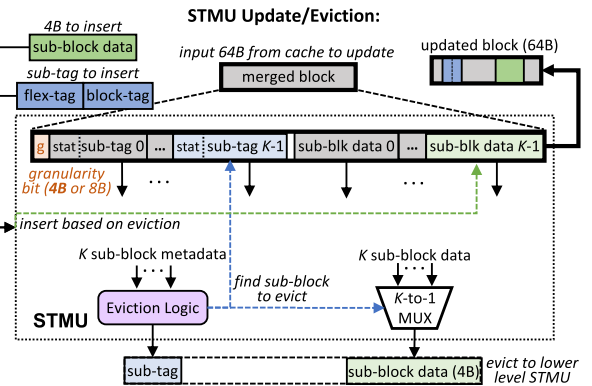 STMU Update/Eviction:
4B to insert
sub-block data
sub-tag to insert
flex-tag block-tag
input 64B from cache to update
merged block
updated block (64B)
g stat sub-tag 0 ... stat sub-tag K-1 sub-blk data 0 ... sub-blk data K-1
granularity
bit (4B or 8B)
...
...
insert based on eviction
K sub-block metadata
...
K sub-block data
...
find sub-block
to evict
Eviction Logic
K-to-1
MUX
STMU
sub-tag
sub-block data (4B)
evict to lower
level STMU